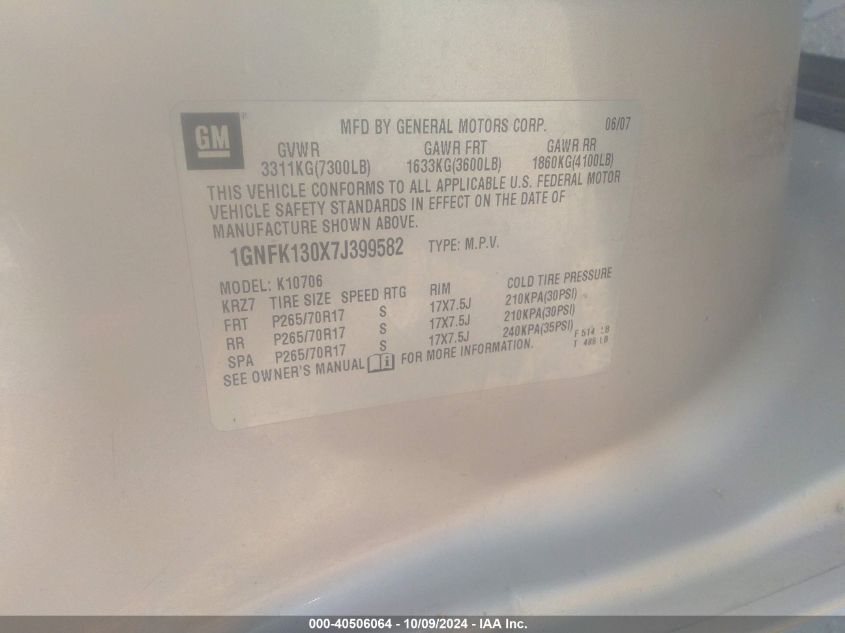 GM
MFD BY GENERAL MOTORS CORP. 06/07
GVWR GAWR FRT GAWR RR
3311KG(7300LB) 1633KG(3600LB) 1860KG(4100LB)
THIS VEHICLE CONFORMS TO ALL APPLICABLE U.S. FEDERAL MOTOR
VEHICLE SAFETY STANDARDS IN EFFECT ON THE DATE OF
MANUFACTURE SHOWN ABOVE.
1GNFK130X7J399582 TYPE: M.P.V.
MODEL: K10706
KRZ7 TIRE SIZE SPEED RTG RIM COLD TIRE PRESSURE
FRT P265/70R17 S 17X7.5J 210KPA(30PSI)
RR P265/70R17 S 17X7.5J 210KPA(30PSI)
SPA P265/70R17 S 17X7.5J 240KPA(35PSI)
F 514 LB
T 486 LB
SEE OWNER'S MANUAL FOR MORE INFORMATION.
000-40506064 - 10/09/2024 - IAA Inc.